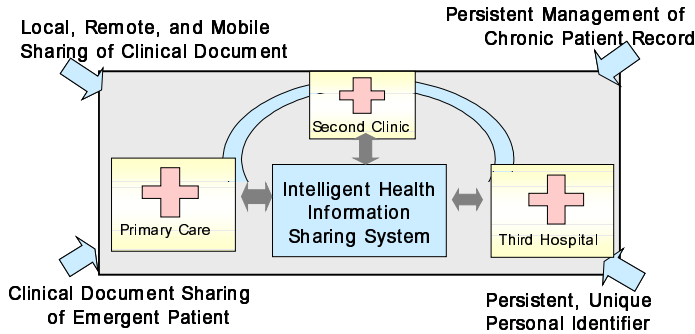 Local, Remote, and Mobile
Sharing of Clinical Document
Persistent Management of
Chronic Patient Record
Second Clinic
Primary Care
Intelligent Health
Information
Sharing System
Third Hospital
Clinical Document Sharing
of Emergent Patient
Persistent, Unique
Personal Identifier